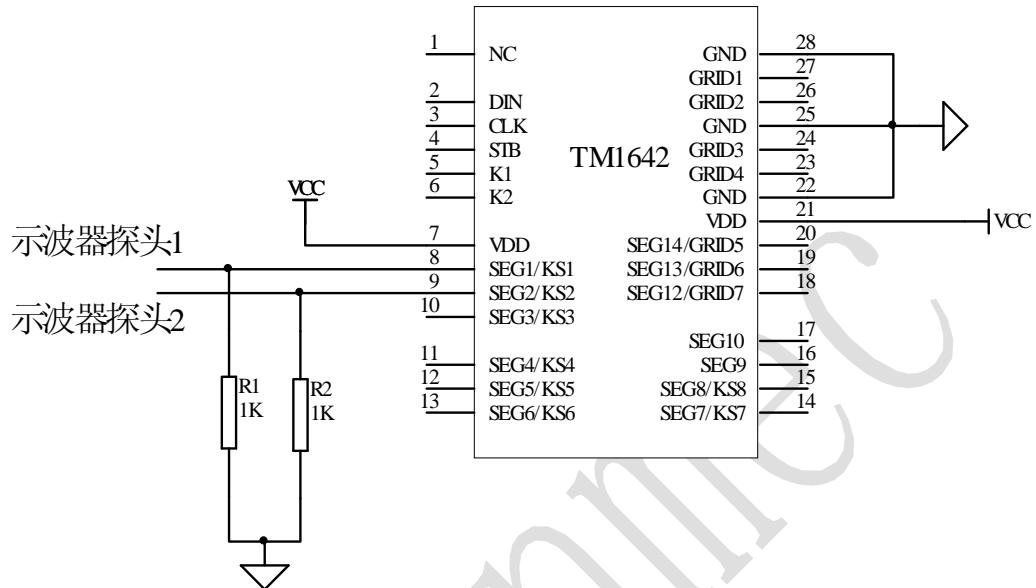 1 NC
2 DIN
3 CLK
4 STB
5 K1
6 K2
7 VDD
8 SEG1/KS1
9 SEG2/KS2
10 SEG3/KS3
11 SEG4/KS4
12 SEG5/KS5
13 SEG6/KS6
TM1642
GND 28
GRID1 27
GRID2 26
GND 25
GRID3 24
GRID4 23
GND 22
VDD 21
SEG14/GRID5 20
SEG13/GRID6 19
SEG12/GRID7 18
SEG10 17
SEG9 16
SEG8/KS8 15
SEG7/KS7 14
VCC
VCC
示波器探头1
示波器探头2
R1
1K
R2
1K